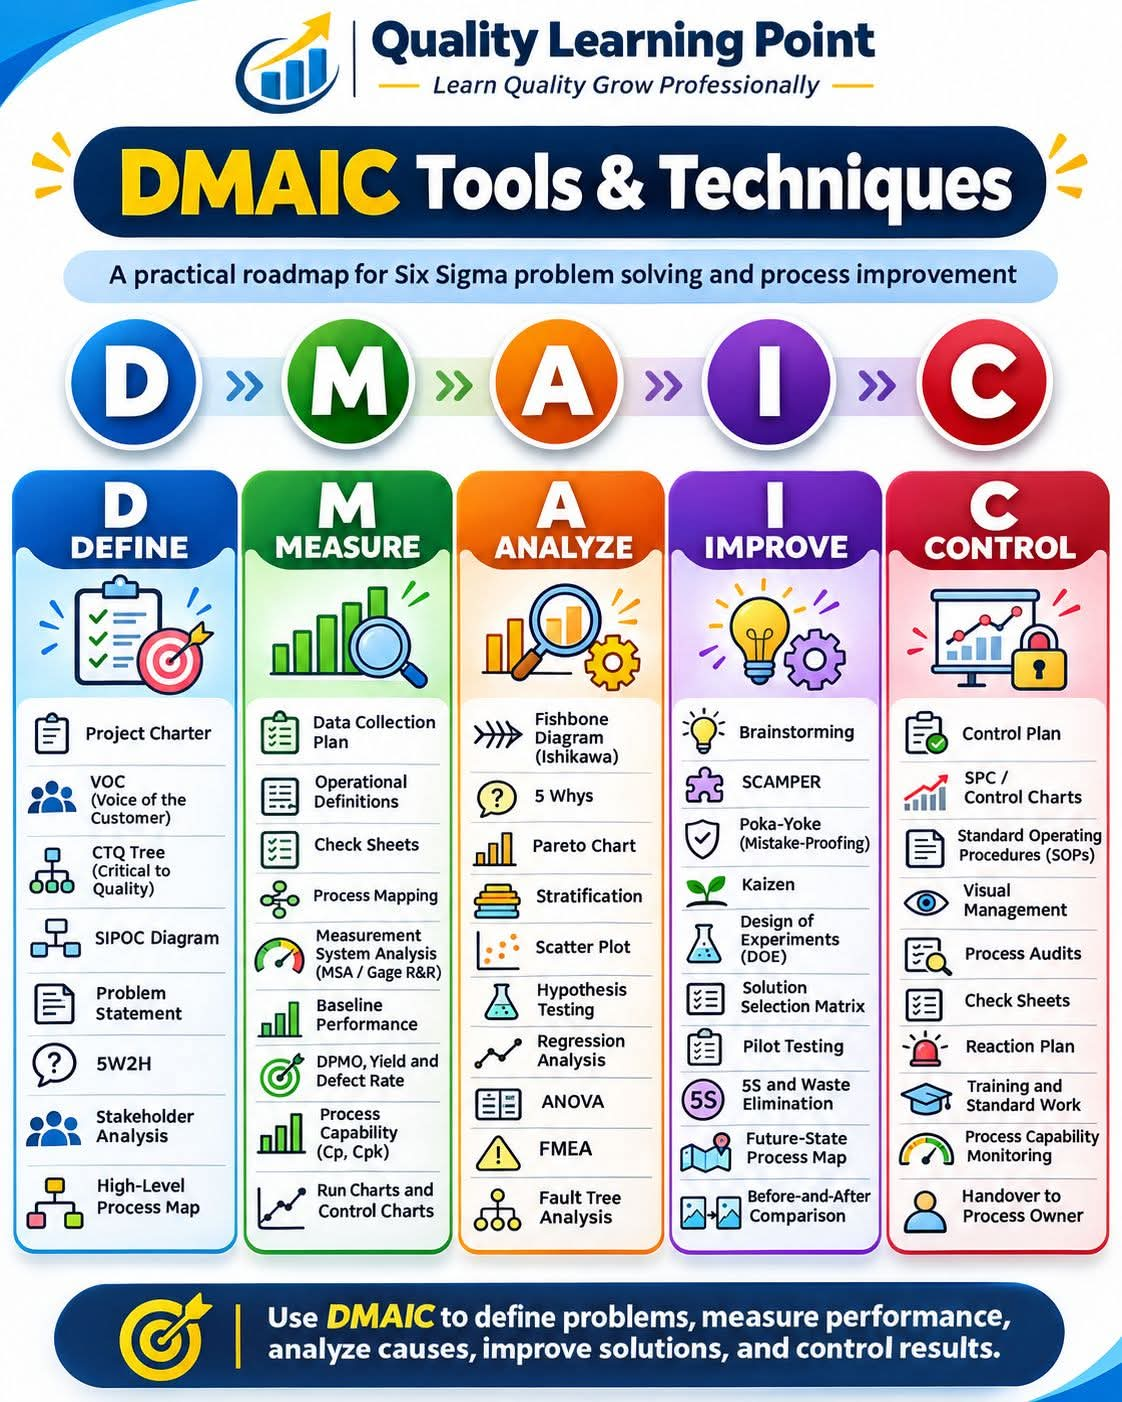 Quality Learning Point
Learn Quality Grow Professionally
DMAIC Tools & Techniques
A practical roadmap for Six Sigma problem solving and process improvement
D
M
A
I
C
D
DEFINE
Project Charter
VOC
(Voice of the
Customer)
CTQ Tree
(Critical to
Quality)
SIPOC Diagram
Problem
Statement
5W2H
Stakeholder
Analysis
High-Level
Process Map
M
MEASURE
Data Collection
Plan
Operational
Definitions
Check Sheets
Process Mapping
Measurement
System Analysis
(MSA / Gage R&R)
Baseline
Performance
DPMO, Yield and
Defect Rate
Process
Capability
(Cp, Cpk)
Run Charts and
Control Charts
A
ANALYZE
Fishbone
Diagram
(Ishikawa)
5 Whys
Pareto Chart
Stratification
Scatter Plot
Hypothesis
Testing
Regression
Analysis
ANOVA
FMEA
Fault Tree
Analysis
I
IMPROVE
Brainstorming
SCAMPER
Poka-Yoke
(Mistake-Proofing)
Kaizen
Design of
Experiments
(DOE)
Solution
Selection Matrix
Pilot Testing
5S
5S and Waste
Elimination
Future-State
Process Map
Before-and-After
Comparison
C
CONTROL
Control Plan
SPC /
Control Charts
Standard Operating
Procedures (SOPs)
Visual
Management
Process Audits
Check Sheets
Reaction Plan
Training and
Standard Work
Process Capability
Monitoring
Handover to
Process Owner
Use DMAIC to define problems, measure performance,
analyze causes, improve solutions, and control results.